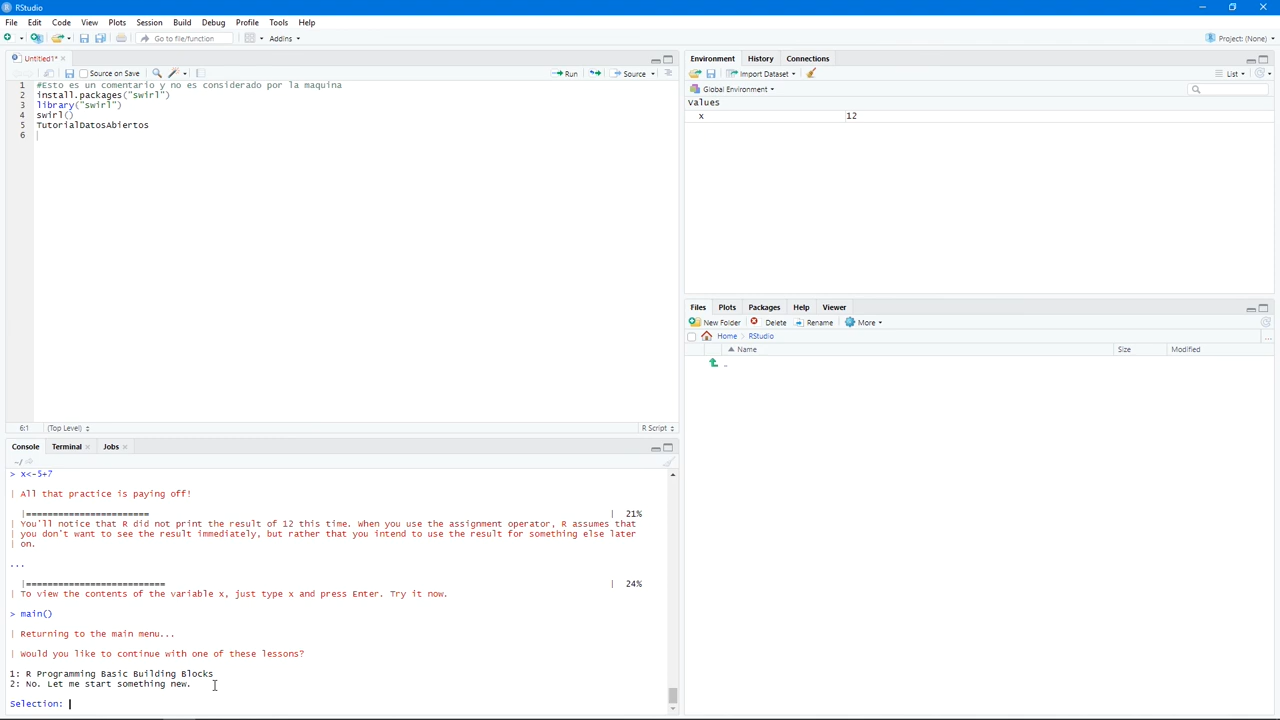 RStudio
File Edit Code View Plots Session Build Debug Profile Tools Help
Go to file/function Addins Project: (None)
Untitled1*
Source on Save Run Source
1 #Esto es un comentario y no es considerado por la maquina
2 install.packages("swirl")
3 library("swirl")
4 swirl()
5 TutorialDatosAbiertos
6
6:1 (Top Level) R Script
Console Terminal Jobs
~/
> x<-5+7
| All that practice is paying off!
|======================= | 21%
| You'll notice that R did not print the result of 12 this time. When you use the assignment operator, R assumes that
| you don't want to see the result immediately, but rather that you intend to use the result for something else later
| on.
...
|========================== | 24%
| To view the contents of the variable x, just type x and press Enter. Try it now.
> main()
| Returning to the main menu...
| Would you like to continue with one of these lessons?
1: R Programming Basic Building Blocks
2: No. Let me start something new.
Selection:
Environment History Connections
Import Dataset List
Global Environment
values
x 12
Files Plots Packages Help Viewer
New Folder Delete Rename More
Home RStudio ...
Name Size Modified
..